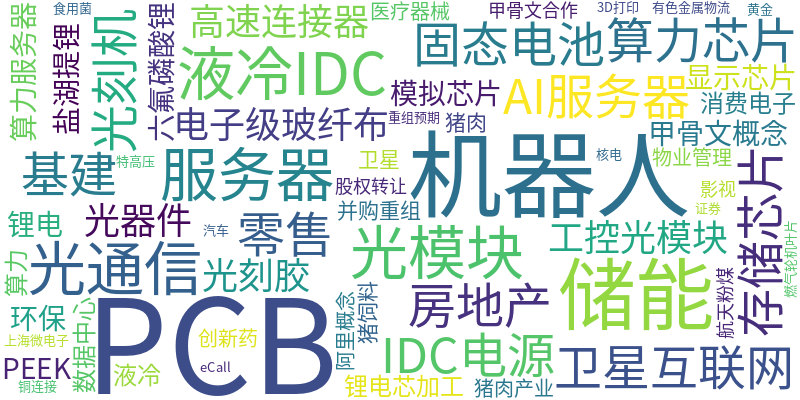 食用菌
高速连接器
医疗器械
甲骨文合作
3D打印
有色金属物流
黄金
算力服务器
盐湖提锂
光刻机
六氟磷酸锂
液冷IDC
固态电池
算力芯片
模拟芯片
AI服务器
显示芯片
消费电子
电子级玻纤布
重组预期
猪肉
甲骨文概念
基建
特高压
服务器
卫星
机器人
核电
物业管理
股权转让
影视
证券
存储芯片
锂电
光器件
汽车
零售
并购重组
光模块
工控光模块
燃气轮机叶片
算力
光通信
光刻胶
储能
航天粉煤
环保
数据中心
PCB
阿里概念
猪饲料
房地产
上海微电子
创新药
IDC电源
卫星互联网
PEEK
液冷
eCall
铜连接
锂电芯加工
猪肉产业